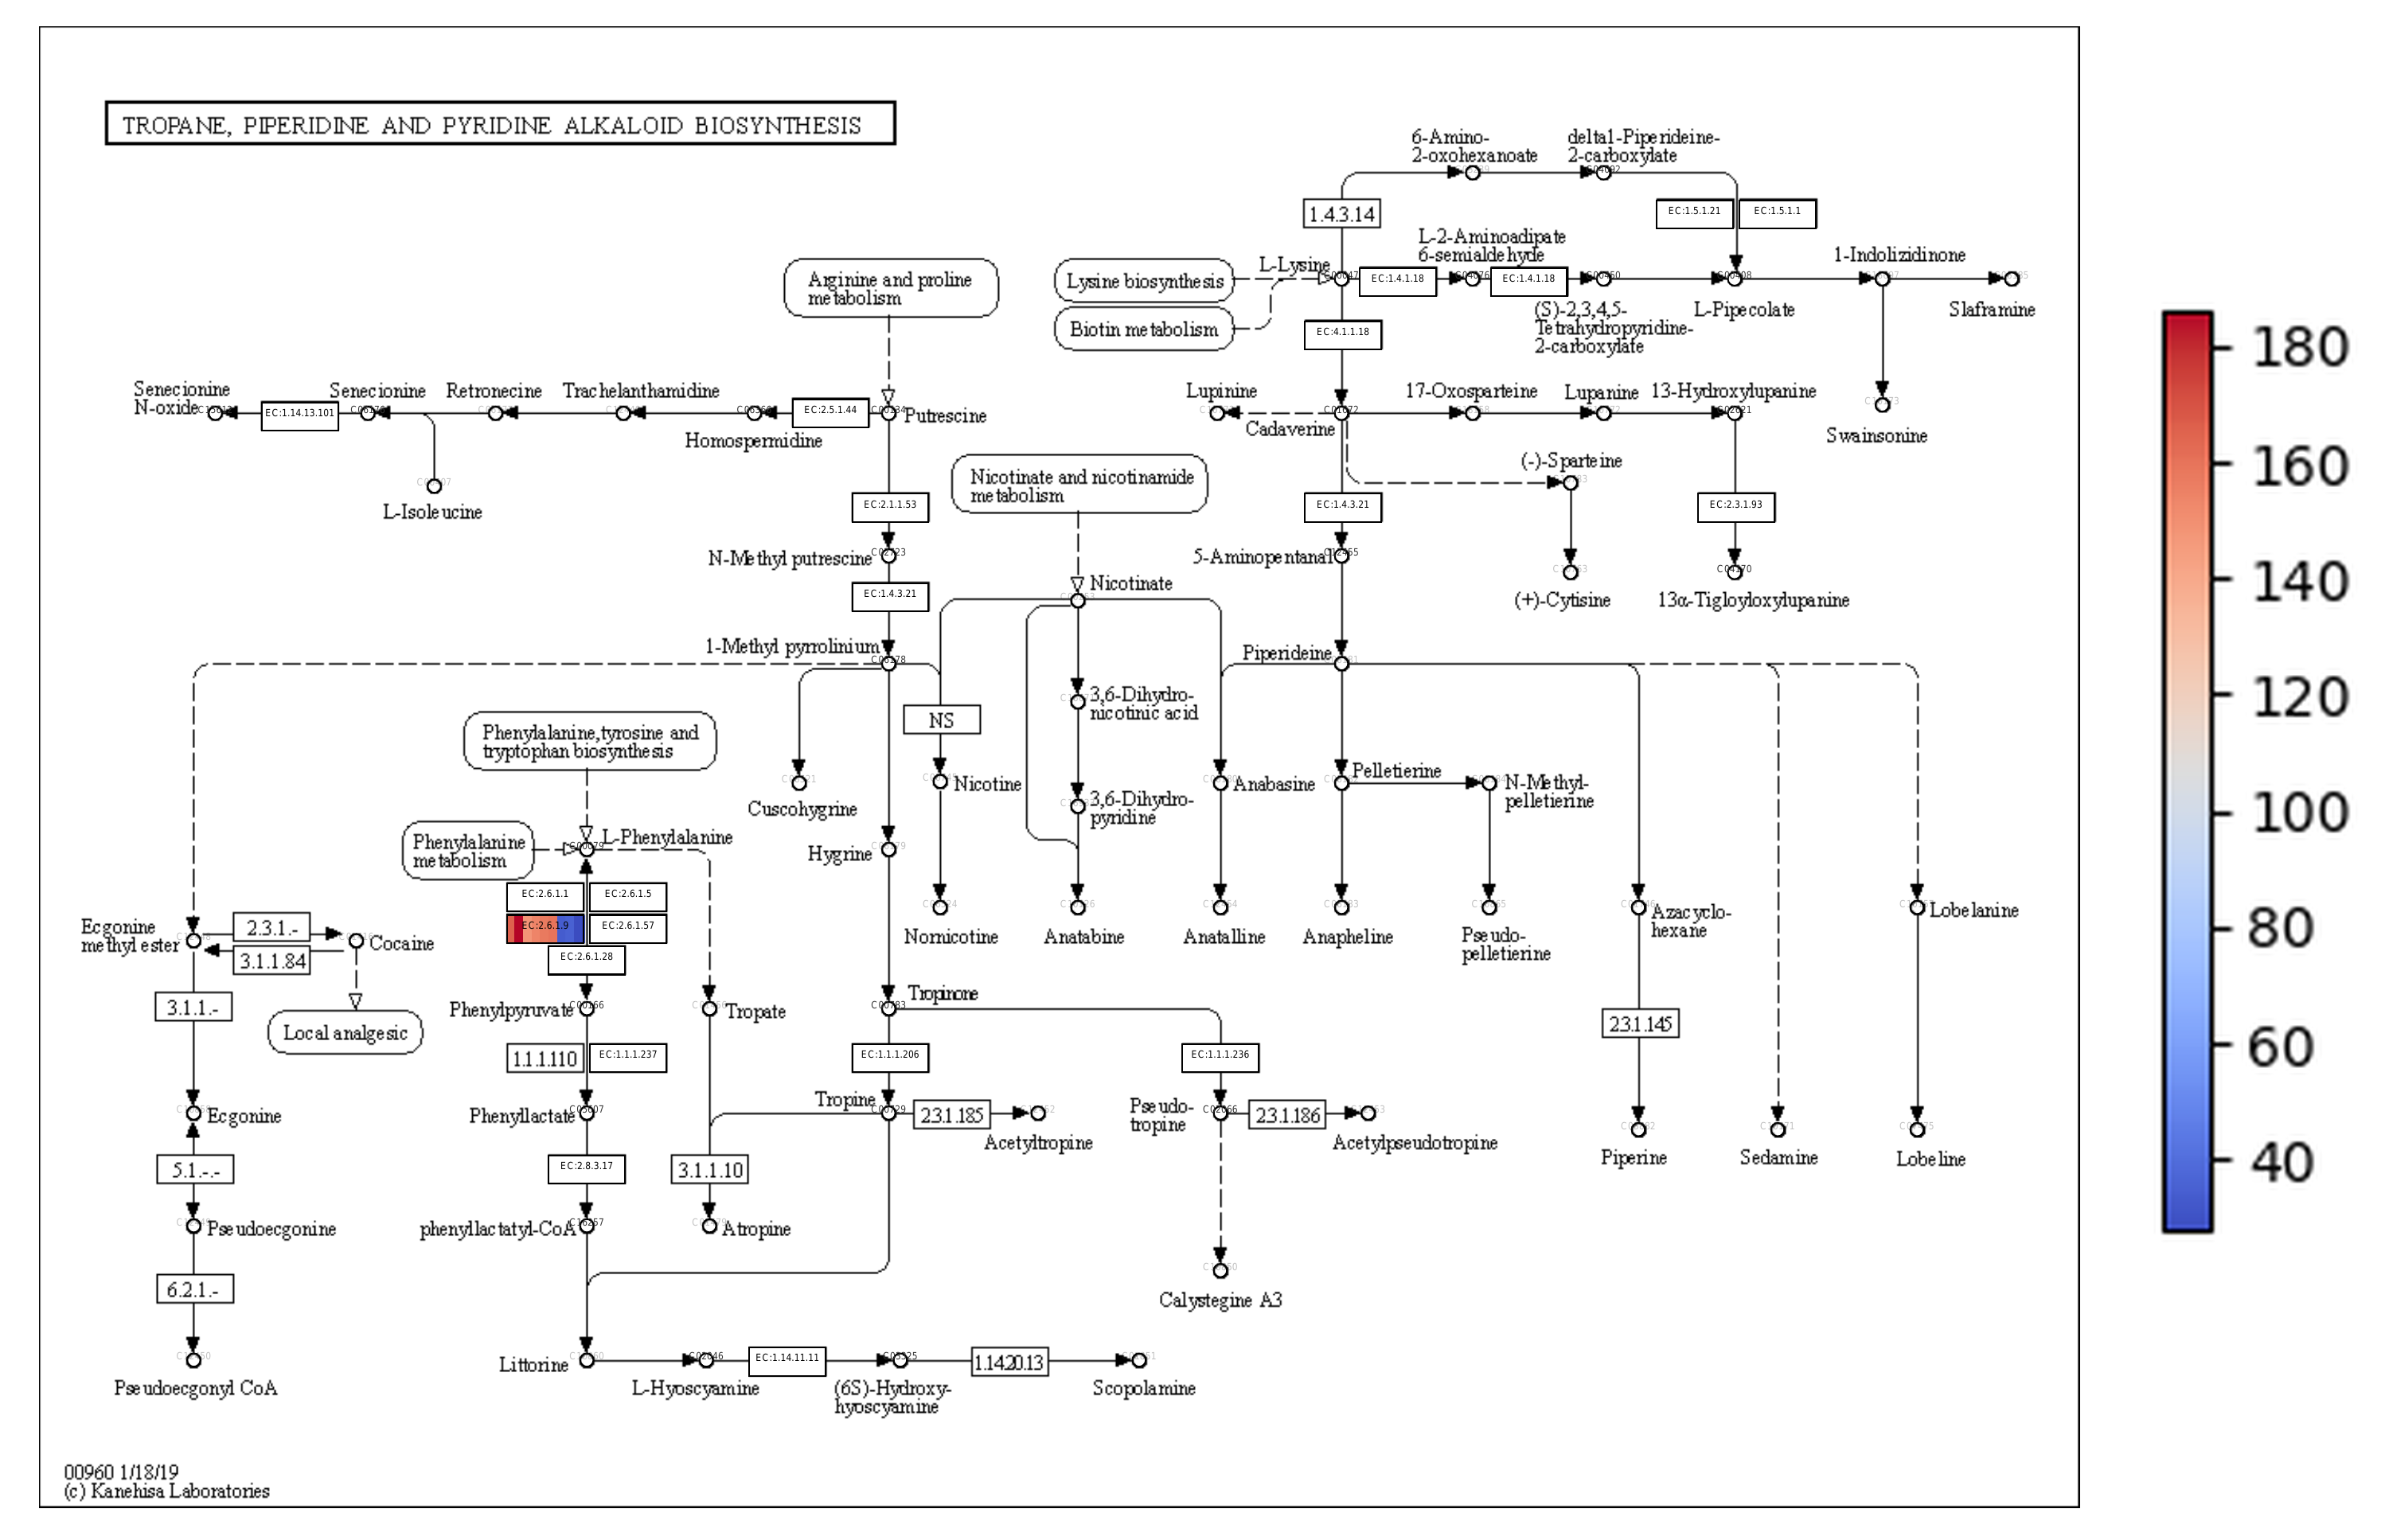 TROPANE, PIPERIDINE AND PYRIDINE ALKALOID BIOSYNTHESIS
6-Amino-
2-oxohexanoate
delta1-Piperideine-
2-carboxylate
1.4.3.14
EC:1.5.1.21
EC:1.5.1.1
L-2-Aminoadipate
6-semialdehyde
1-Indolizidinone
Arginine and proline
metabolism
Lysine biosynthesis
L-Lysine
EC:1.4.1.18
EC:1.4.1.18
Biotin metabolism
(S)-2,3,4,5-
Tetrahydropyridine-
2-carboxylate
L-Pipecolate
Slaframine
EC:4.1.1.18
Senecionine
N-oxide
EC:1.14.13.101
Senecionine
Retronecine
Trachelanthamidine
EC:2.5.1.44
Putrescine
Homospermidine
Lupinine
Cadaverine
17-Oxosparteine
Lupanine
13-Hydroxylupanine
Swainsonine
L-Isoleucine
Nicotinate and nicotinamide
metabolism
(-)-Sparteine
EC:2.1.1.53
EC:1.4.3.21
EC:2.3.1.93
N-Methyl putrescine
5-Aminopentanal
Nicotinate
(+)-Cytisine
13α-Tigloyloxylupanine
EC:1.4.3.21
1-Methyl pyrrolinium
Piperideine
3,6-Dihydro-
nicotinic acid
NS
Phenylalanine,tyrosine and
tryptophan biosynthesis
Cuscohygrine
Nicotine
3,6-Dihydro-
pyridine
Anabasine
Pelletierine
N-Methyl-
pelletierine
Phenylalanine
metabolism
L-Phenylalanine
Hygrine
EC:2.6.1.1
EC:2.6.1.5
EC:2.6.1.9
EC:2.6.1.57
EC:2.6.1.28
Ecgonine
methyl ester
2.3.1.-
3.1.1.84
Cocaine
Nornicotine
Anatabine
Anatalline
Anapheline
Pseudo-
pelletierine
Azacyclo-
hexane
Lobelanine
3.1.1.-
Local analgesic
Phenylpyruvate
Tropate
Tropinone
2.3.1.145
1.1.1.110
EC:1.1.1.237
EC:1.1.1.206
EC:1.1.1.236
Ecgonine
Phenyllactate
Tropine
2.3.1.185
Acetyltropine
Pseudo-
tropine
2.3.1.186
Acetylpseudotropine
Piperine
Sedamine
Lobeline
5.1.-.-
EC:2.8.3.17
3.1.1.10
Pseudoecgonine
phenyllactatyl-CoA
Atropine
6.2.1.-
Calystegine A3
Pseudoecgonyl CoA
Littorine
L-Hyoscyamine
EC:1.14.11.11
(6S)-Hydroxy-
hyoscyamine
1.14.20.13
Scopolamine
00960 1/18/19
(c) Kanehisa Laboratories
180
160
140
120
100
80
60
40